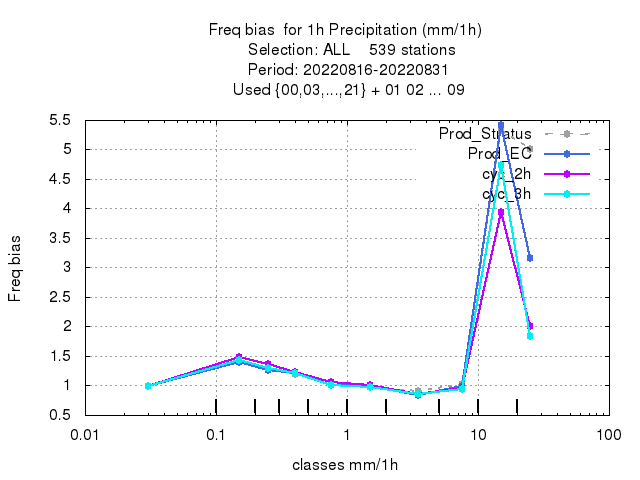 Freq bias  for 1h Precipitation (mm/1h)
Selection: ALL    539 stations
Period: 20220816-20220831
Used {00,03,...,21} + 01 02 ... 09
5.5
5
4.5
4
3.5
3
2.5
2
1.5
1
0.5
Freq bias
Prod_Stratus
Prod_EC
cyc_2h
cyc_3h
0.01
0.1
1
10
100
classes mm/1h